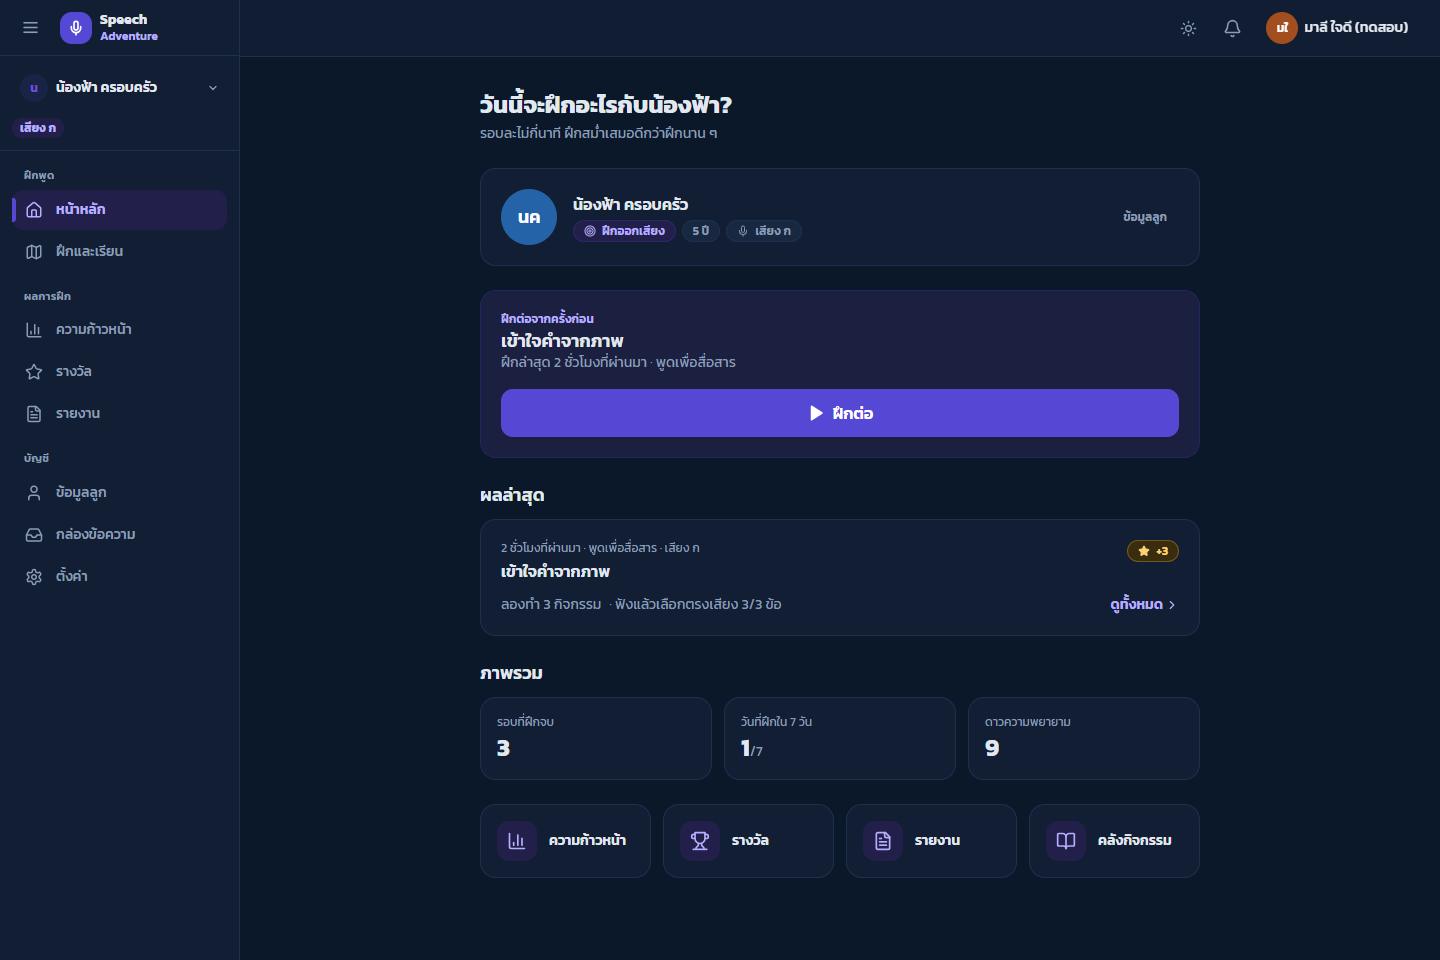 Speech
Adventure
มใ
มาลี ใจดี (ทดสอบ)
น
น้องฟ้า ครอบครัว
เสียง ก
ฝึกพูด
หน้าหลัก
ฝึกและเรียน
ผลการฝึก
ความก้าวหน้า
รางวัล
รายงาน
บัญชี
ข้อมูลลูก
กล่องข้อความ
ตั้งค่า
วันนี้จะฝึกอะไรกับน้องฟ้า?
รอบละไม่กี่นาที ฝึกสม่ำเสมอดีกว่าฝึกนาน ๆ
นค
น้องฟ้า ครอบครัว
ฝึกออกเสียง
5 ปี
เสียง ก
ข้อมูลลูก
ฝึกต่อจากครั้งก่อน
เข้าใจคำจากภาพ
ฝึกล่าสุด 2 ชั่วโมงที่ผ่านมา · พูดเพื่อสื่อสาร
ฝึกต่อ
ผลล่าสุด
2 ชั่วโมงที่ผ่านมา · พูดเพื่อสื่อสาร · เสียง ก
+3
เข้าใจคำจากภาพ
ลองทำ 3 กิจกรรม · ฟังแล้วเลือกตรงเสียง 3/3 ข้อ
ดูทั้งหมด
ภาพรวม
รอบที่ฝึกจบ
3
วันที่ฝึกใน 7 วัน
1/7
ดาวความพยายาม
9
ความก้าวหน้า
รางวัล
รายงาน
คลังกิจกรรม